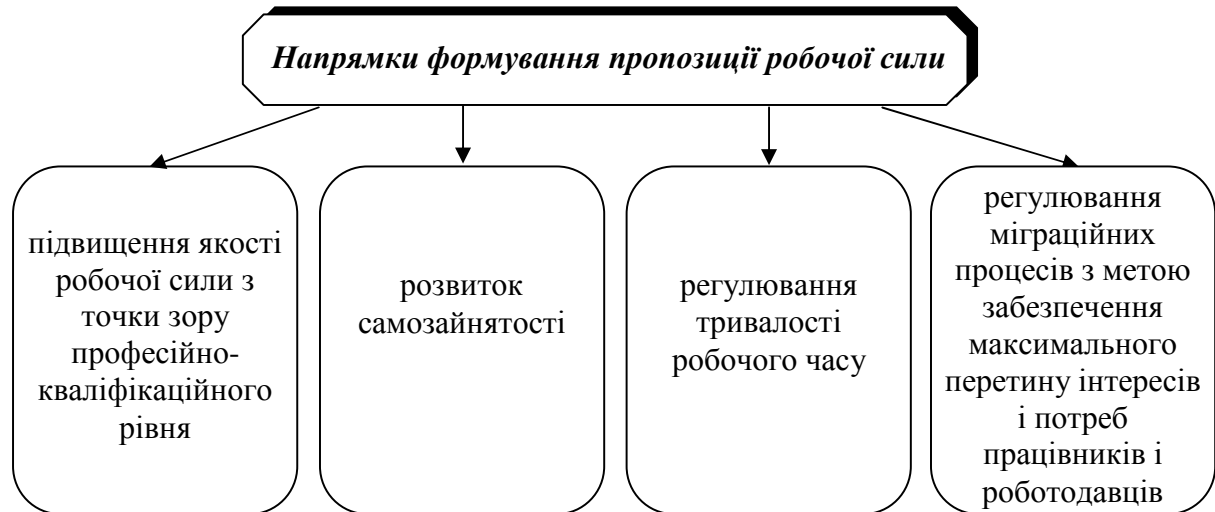 Напрямки формування пропозиції робочої сили
підвищення якості
робочої сили з
точки зору
професійно-
кваліфікаційного
рівня
розвиток
самозайнятості
регулювання
тривалості
робочого часу
регулювання
міграційних
процесів з метою
забезпечення
максимального
перетину інтересів
і потреб
працівників і
роботодавців